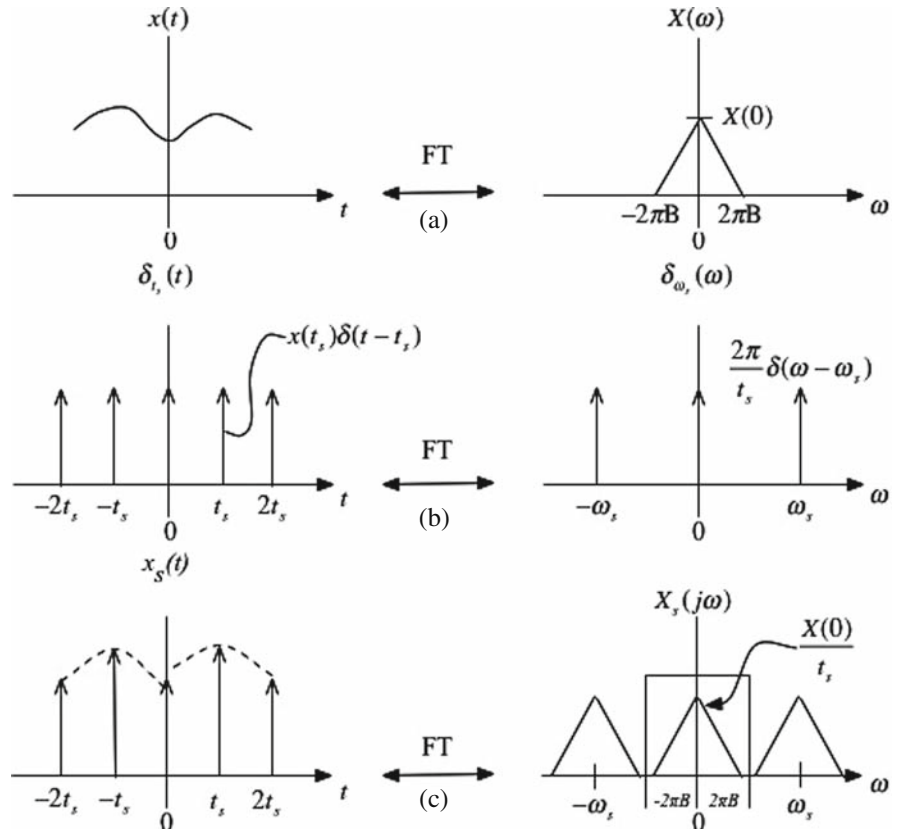 x(t)
X(ω)
X(0)
FT
t
−2πB
2πB
ω
0
(a)
0
δ_{t_s}(t)
δ_{ω_s}(ω)
x(t_s)δ(t − t_s)
\frac{2π}{t_s} δ(ω − ω_s)
FT
−2t_s
−t_s
0
t_s
2t_s
t
(b)
−ω_s
0
ω_s
ω
x_S(t)
X_s(jω)
\frac{X(0)}{t_s}
FT
−2t_s
−t_s
0
t_s
2t_s
t
(c)
−ω_s
-2πB
2πB
0
ω_s
ω